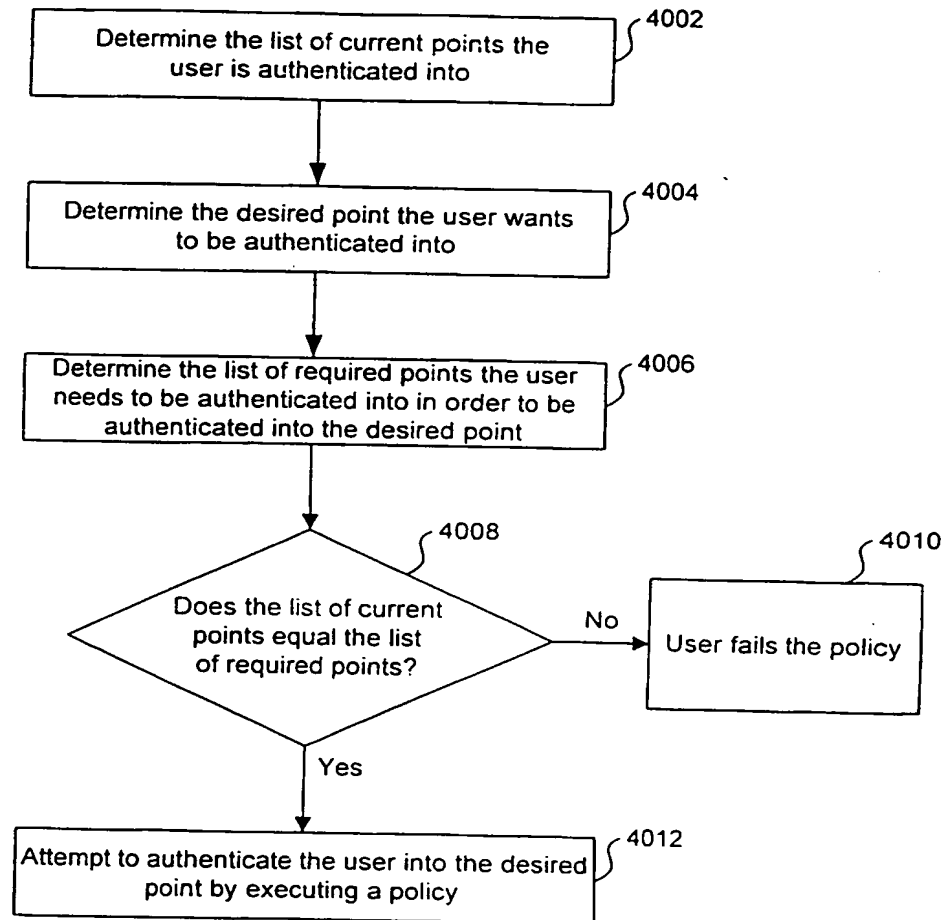 Determine the list of current points the
user is authenticated into
4002
Determine the desired point the user wants
to be authenticated into
4004
Determine the list of required points the user
needs to be authenticated into in order to be
authenticated into the desired point
4006
4008
Does the list of current
points equal the list
of required points?
No
4010
User fails the policy
Yes
Attempt to authenticate the user into the desired
point by executing a policy
4012